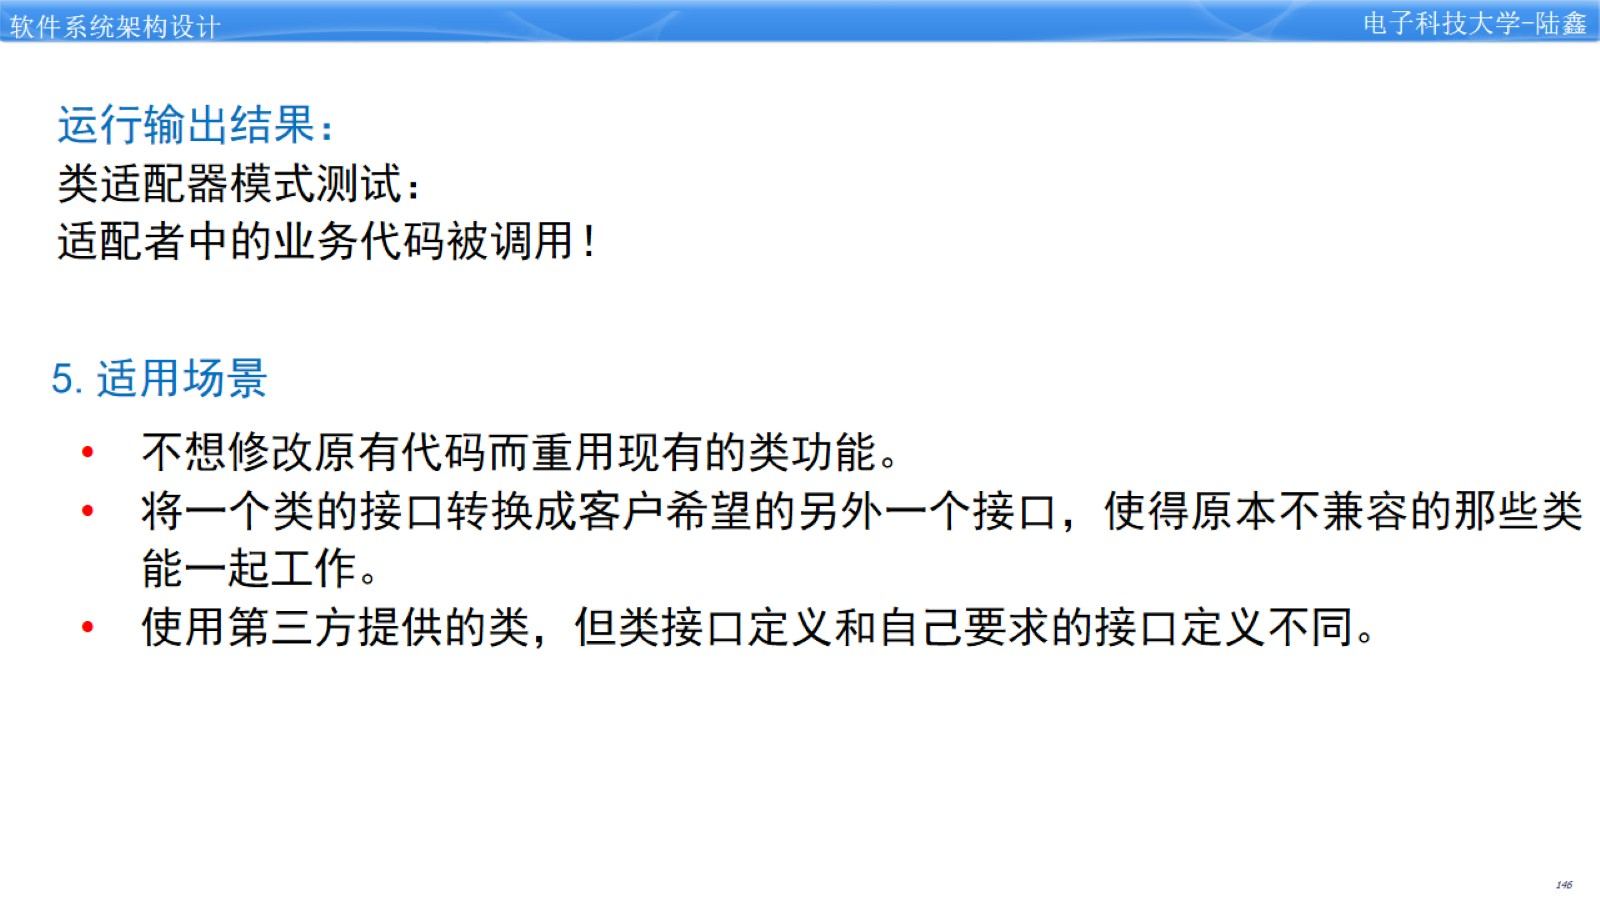 软件系统架构设计
电子科技大学-陆鑫
运行输出结果：
类适配器模式测试：
适配者中的业务代码被调用！
5. 适用场景
• 不想修改原有代码而重用现有的类功能。
• 将一个类的接口转换成客户希望的另外一个接口，使得原本不兼容的那些类
能一起工作。
• 使用第三方提供的类，但类接口定义和自己要求的接口定义不同。
146